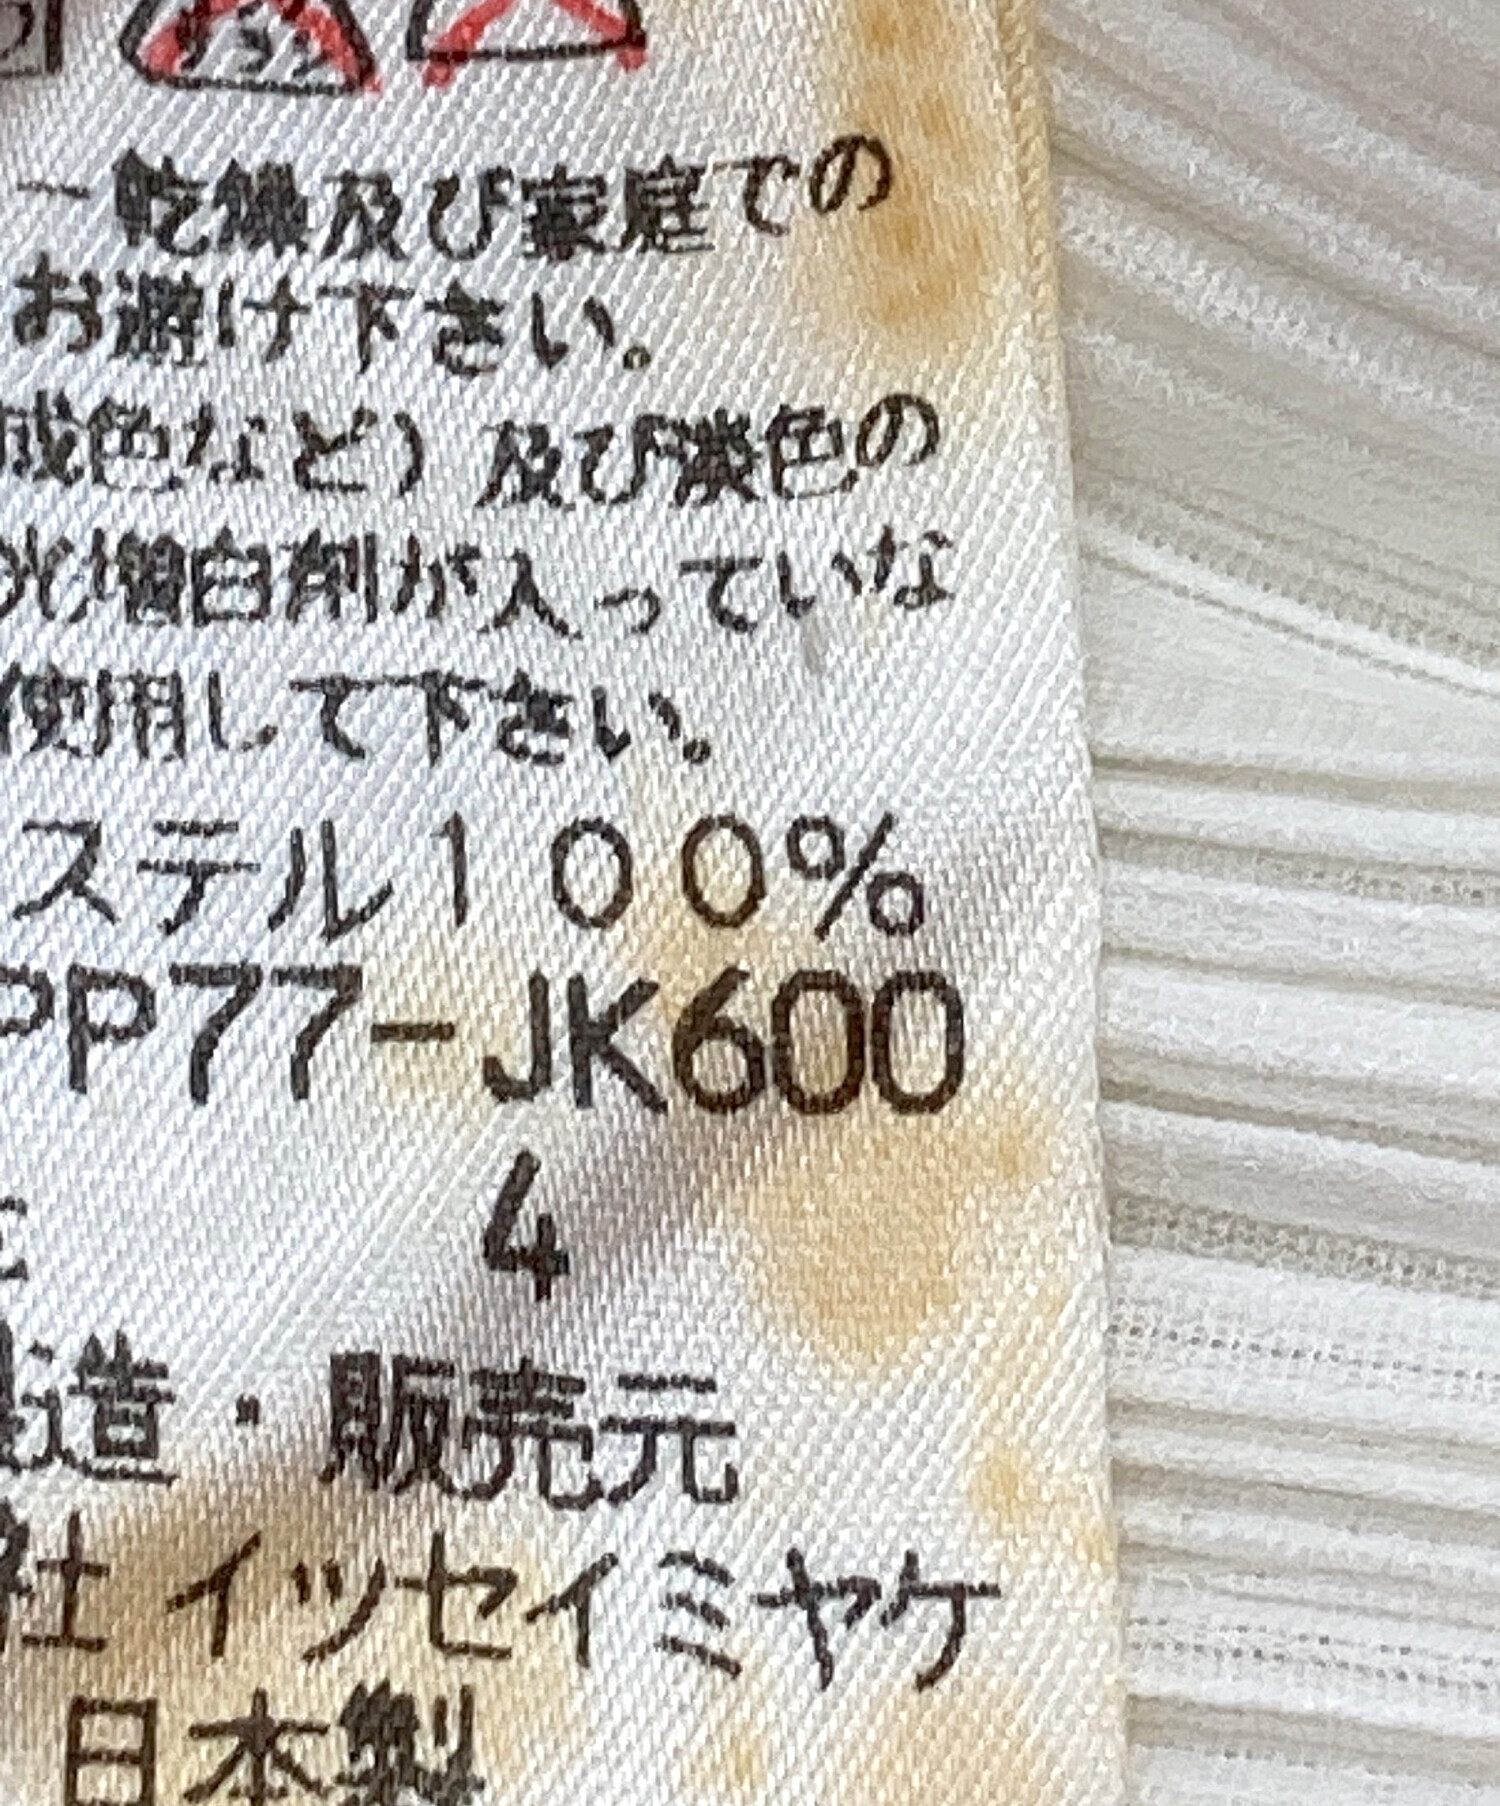 ー乾燥及び家庭での
お避け下さい。
成色など）及び淡色の
光増白剤が入っていな
使用して下さい。
ステル100%
PP77-JK600
4
造・販売元
社 イッセイミヤケ
日本製